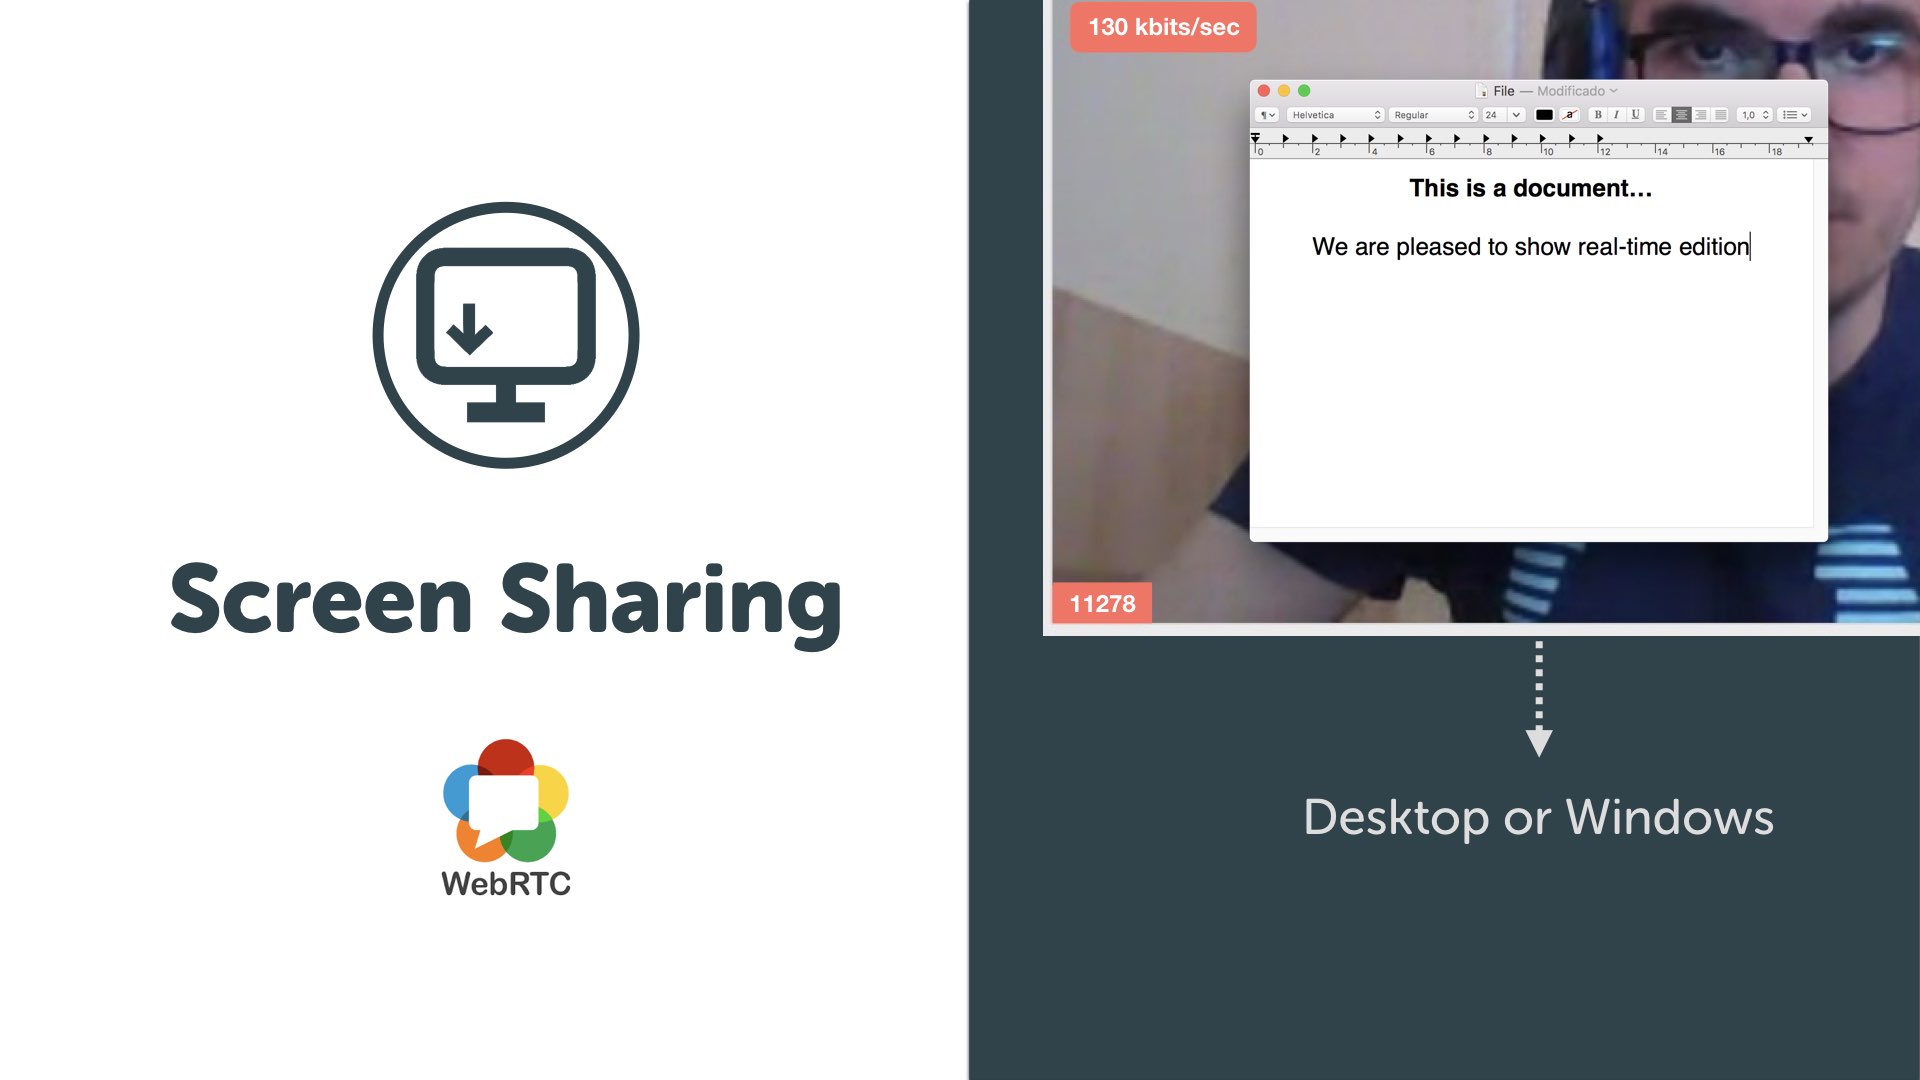 Screen Sharing
WebRTC
130 kbits/sec
File — Modificado
¶ Helvetica Regular 24 a B I U 1,0
0 2 4 6 8 10 12 14 16 18
This is a document...
We are pleased to show real-time edition
11278
Desktop or Windows